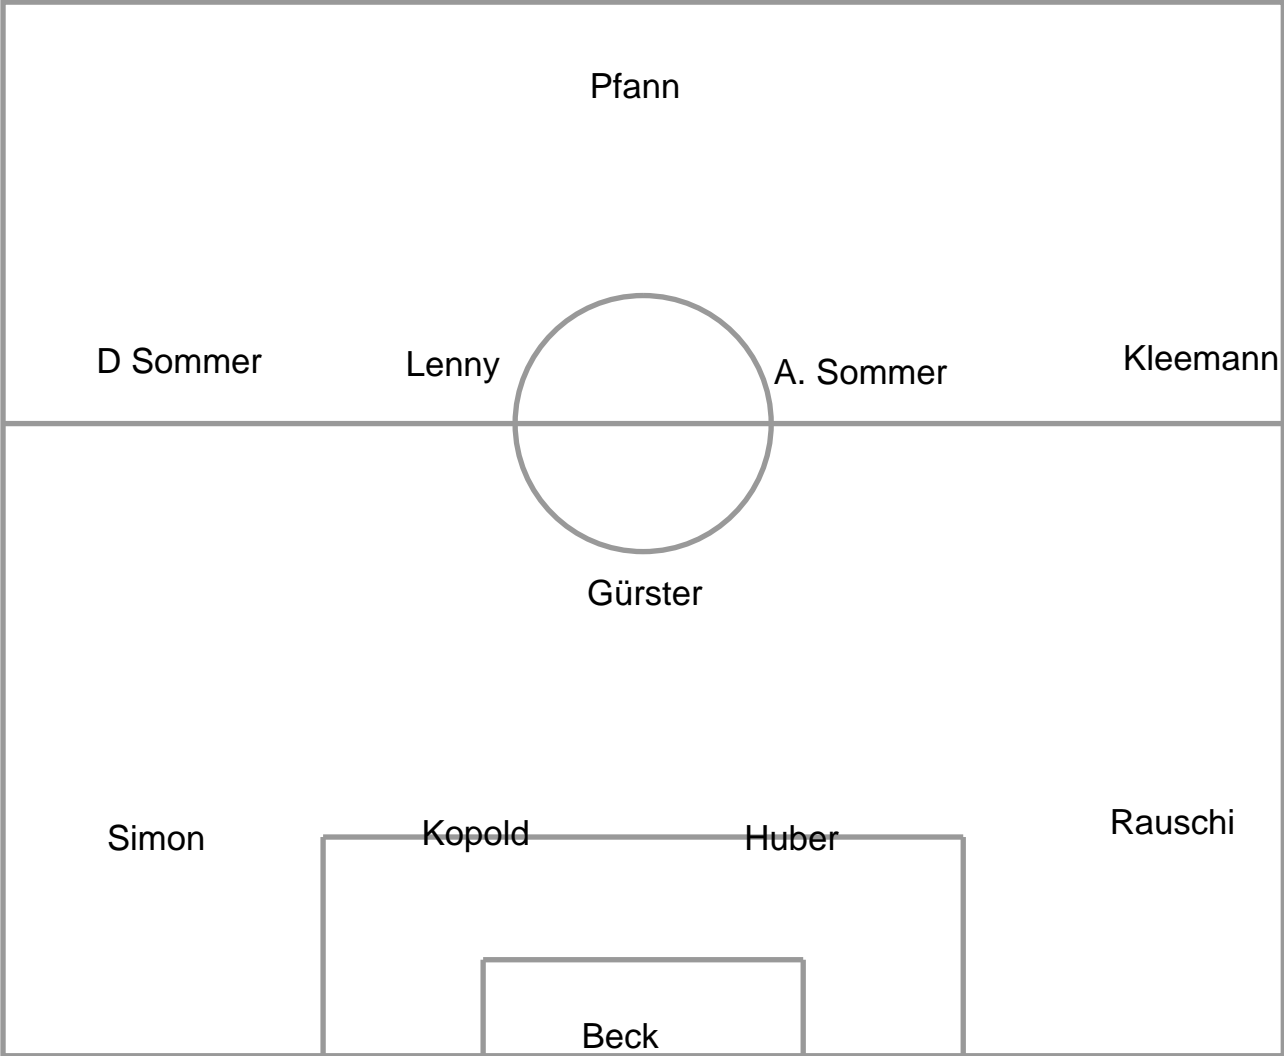 Pfann
D Sommer
Lenny
A. Sommer
Kleemann
Gürster
Simon
Kopold
Huber
Rauschi
Beck